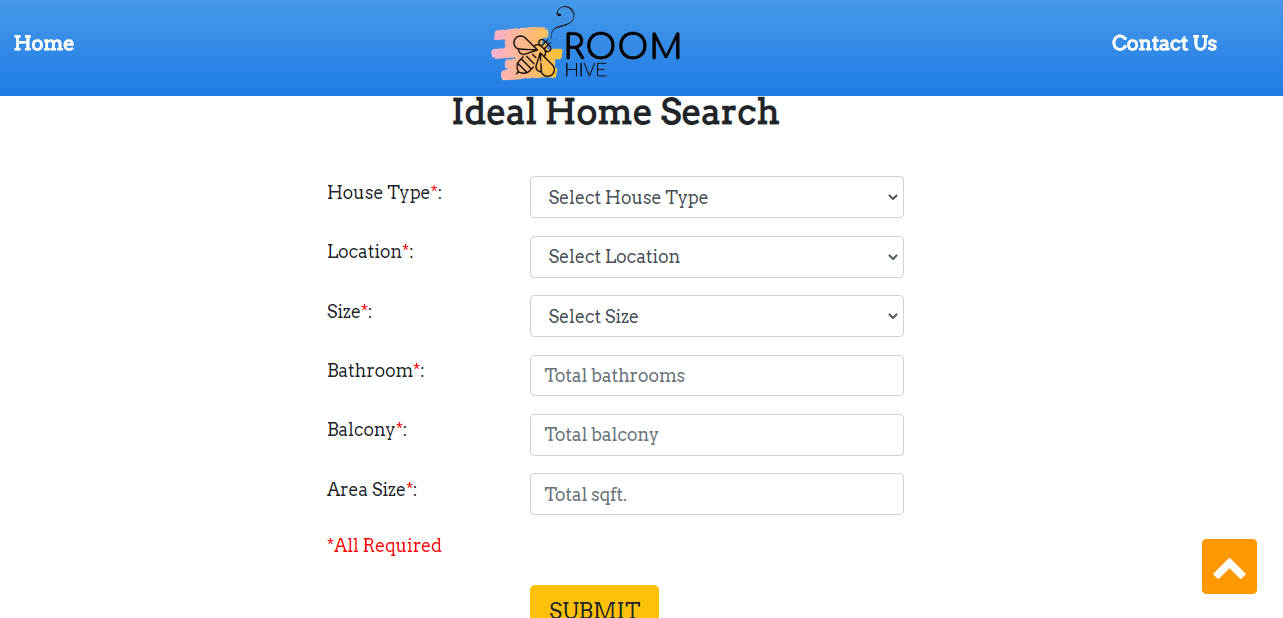 Home
ROOM
HIVE
Contact Us
Ideal Home Search
House Type*:
Select House Type
Location*:
Select Location
Size*:
Select Size
Bathroom*:
Total bathrooms
Balcony*:
Total balcony
Area Size*:
Total sqft.
*All Required
SUBMIT